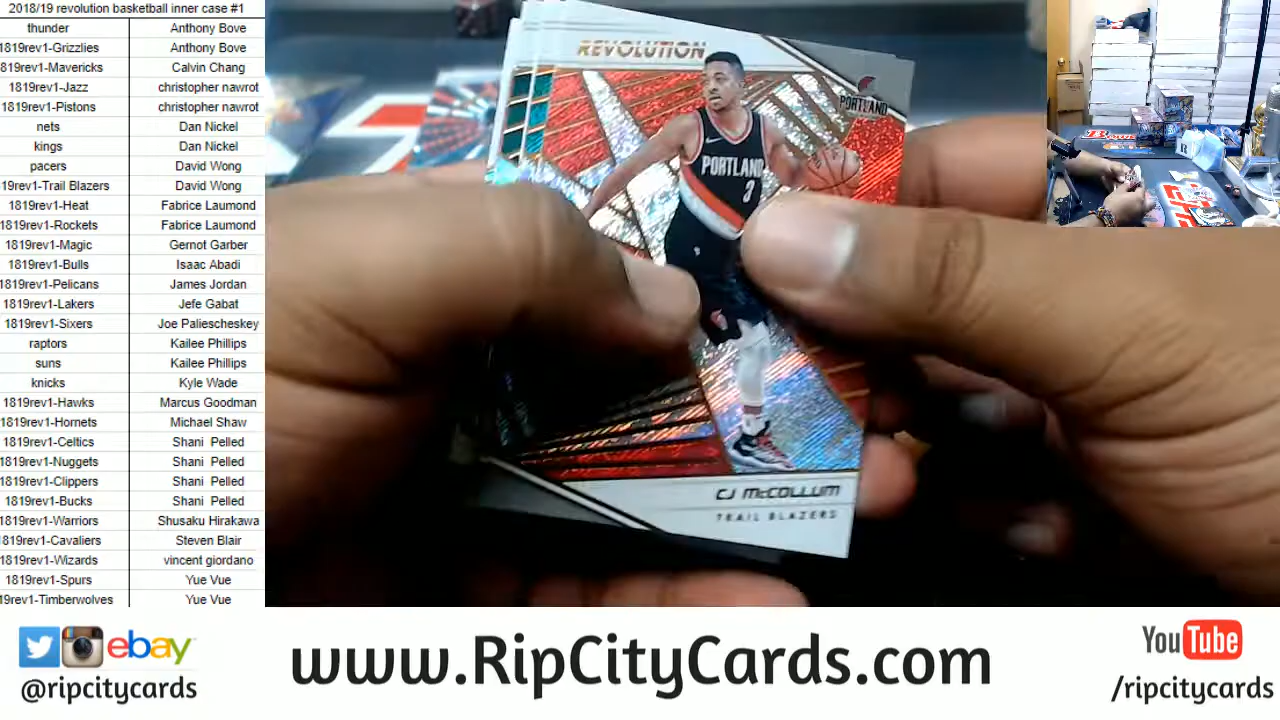 2018/19 revolution basketball inner case #1
thunder Anthony Bove
1819rev1-Grizzlies Anthony Bove
1819rev1-Mavericks Calvin Chang
1819rev1-Jazz christopher nawrot
1819rev1-Pistons christopher nawrot
nets Dan Nickel
kings Dan Nickel
pacers David Wong
19rev1-Trail Blazers David Wong
1819rev1-Heat Fabrice Laumond
1819rev1-Rockets Fabrice Laumond
1819rev1-Magic Gernot Garber
1819rev1-Bulls Isaac Abadi
1819rev1-Pelicans James Jordan
1819rev1-Lakers Jefe Gabat
1819rev1-Sixers Joe Paliescheskey
raptors Kailee Phillips
suns Kailee Phillips
knicks Kyle Wade
1819rev1-Hawks Marcus Goodman
1819rev1-Hornets Michael Shaw
1819rev1-Celtics Shani Pelled
1819rev1-Nuggets Shani Pelled
1819rev1-Clippers Shani Pelled
1819rev1-Bucks Shani Pelled
1819rev1-Warriors Shusaku Hirakawa
1819rev1-Cavaliers Steven Blair
1819rev1-Wizards vincent giordano
1819rev1-Spurs Yue Vue
19rev1-Timberwolves Yue Vue
REVOLUTION
PORTLAND
PORTLAND
3
CJ McCOLLUM
TRAIL BLAZERS
ebay
@ripcitycards
www.RipCityCards.com
YouTube
/ripcitycards